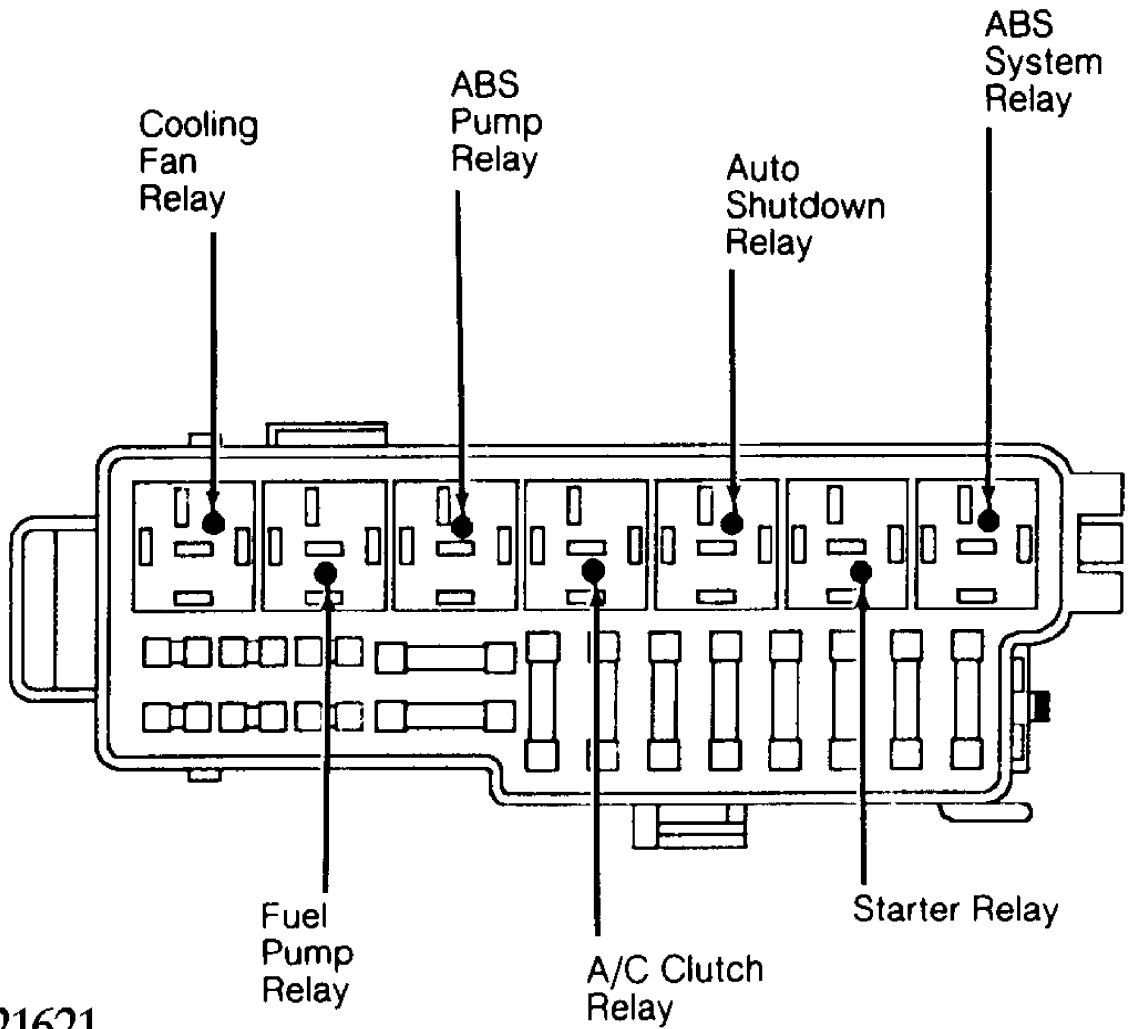 Cooling
Fan
Relay
ABS
Pump
Relay
Auto
Shutdown
Relay
ABS
System
Relay
Fuel
Pump
Relay
A/C Clutch
Relay
Starter Relay
21621